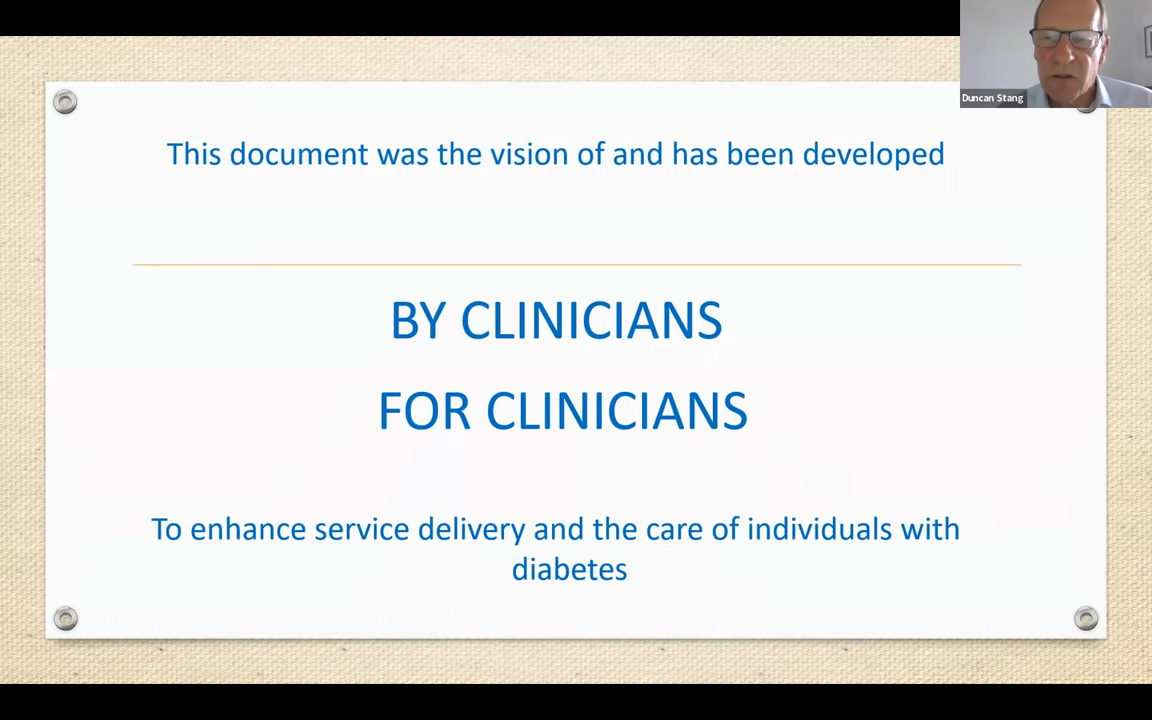 Duncan Stang
This document was the vision of and has been developed
BY CLINICIANS
FOR CLINICIANS
To enhance service delivery and the care of individuals with
diabetes